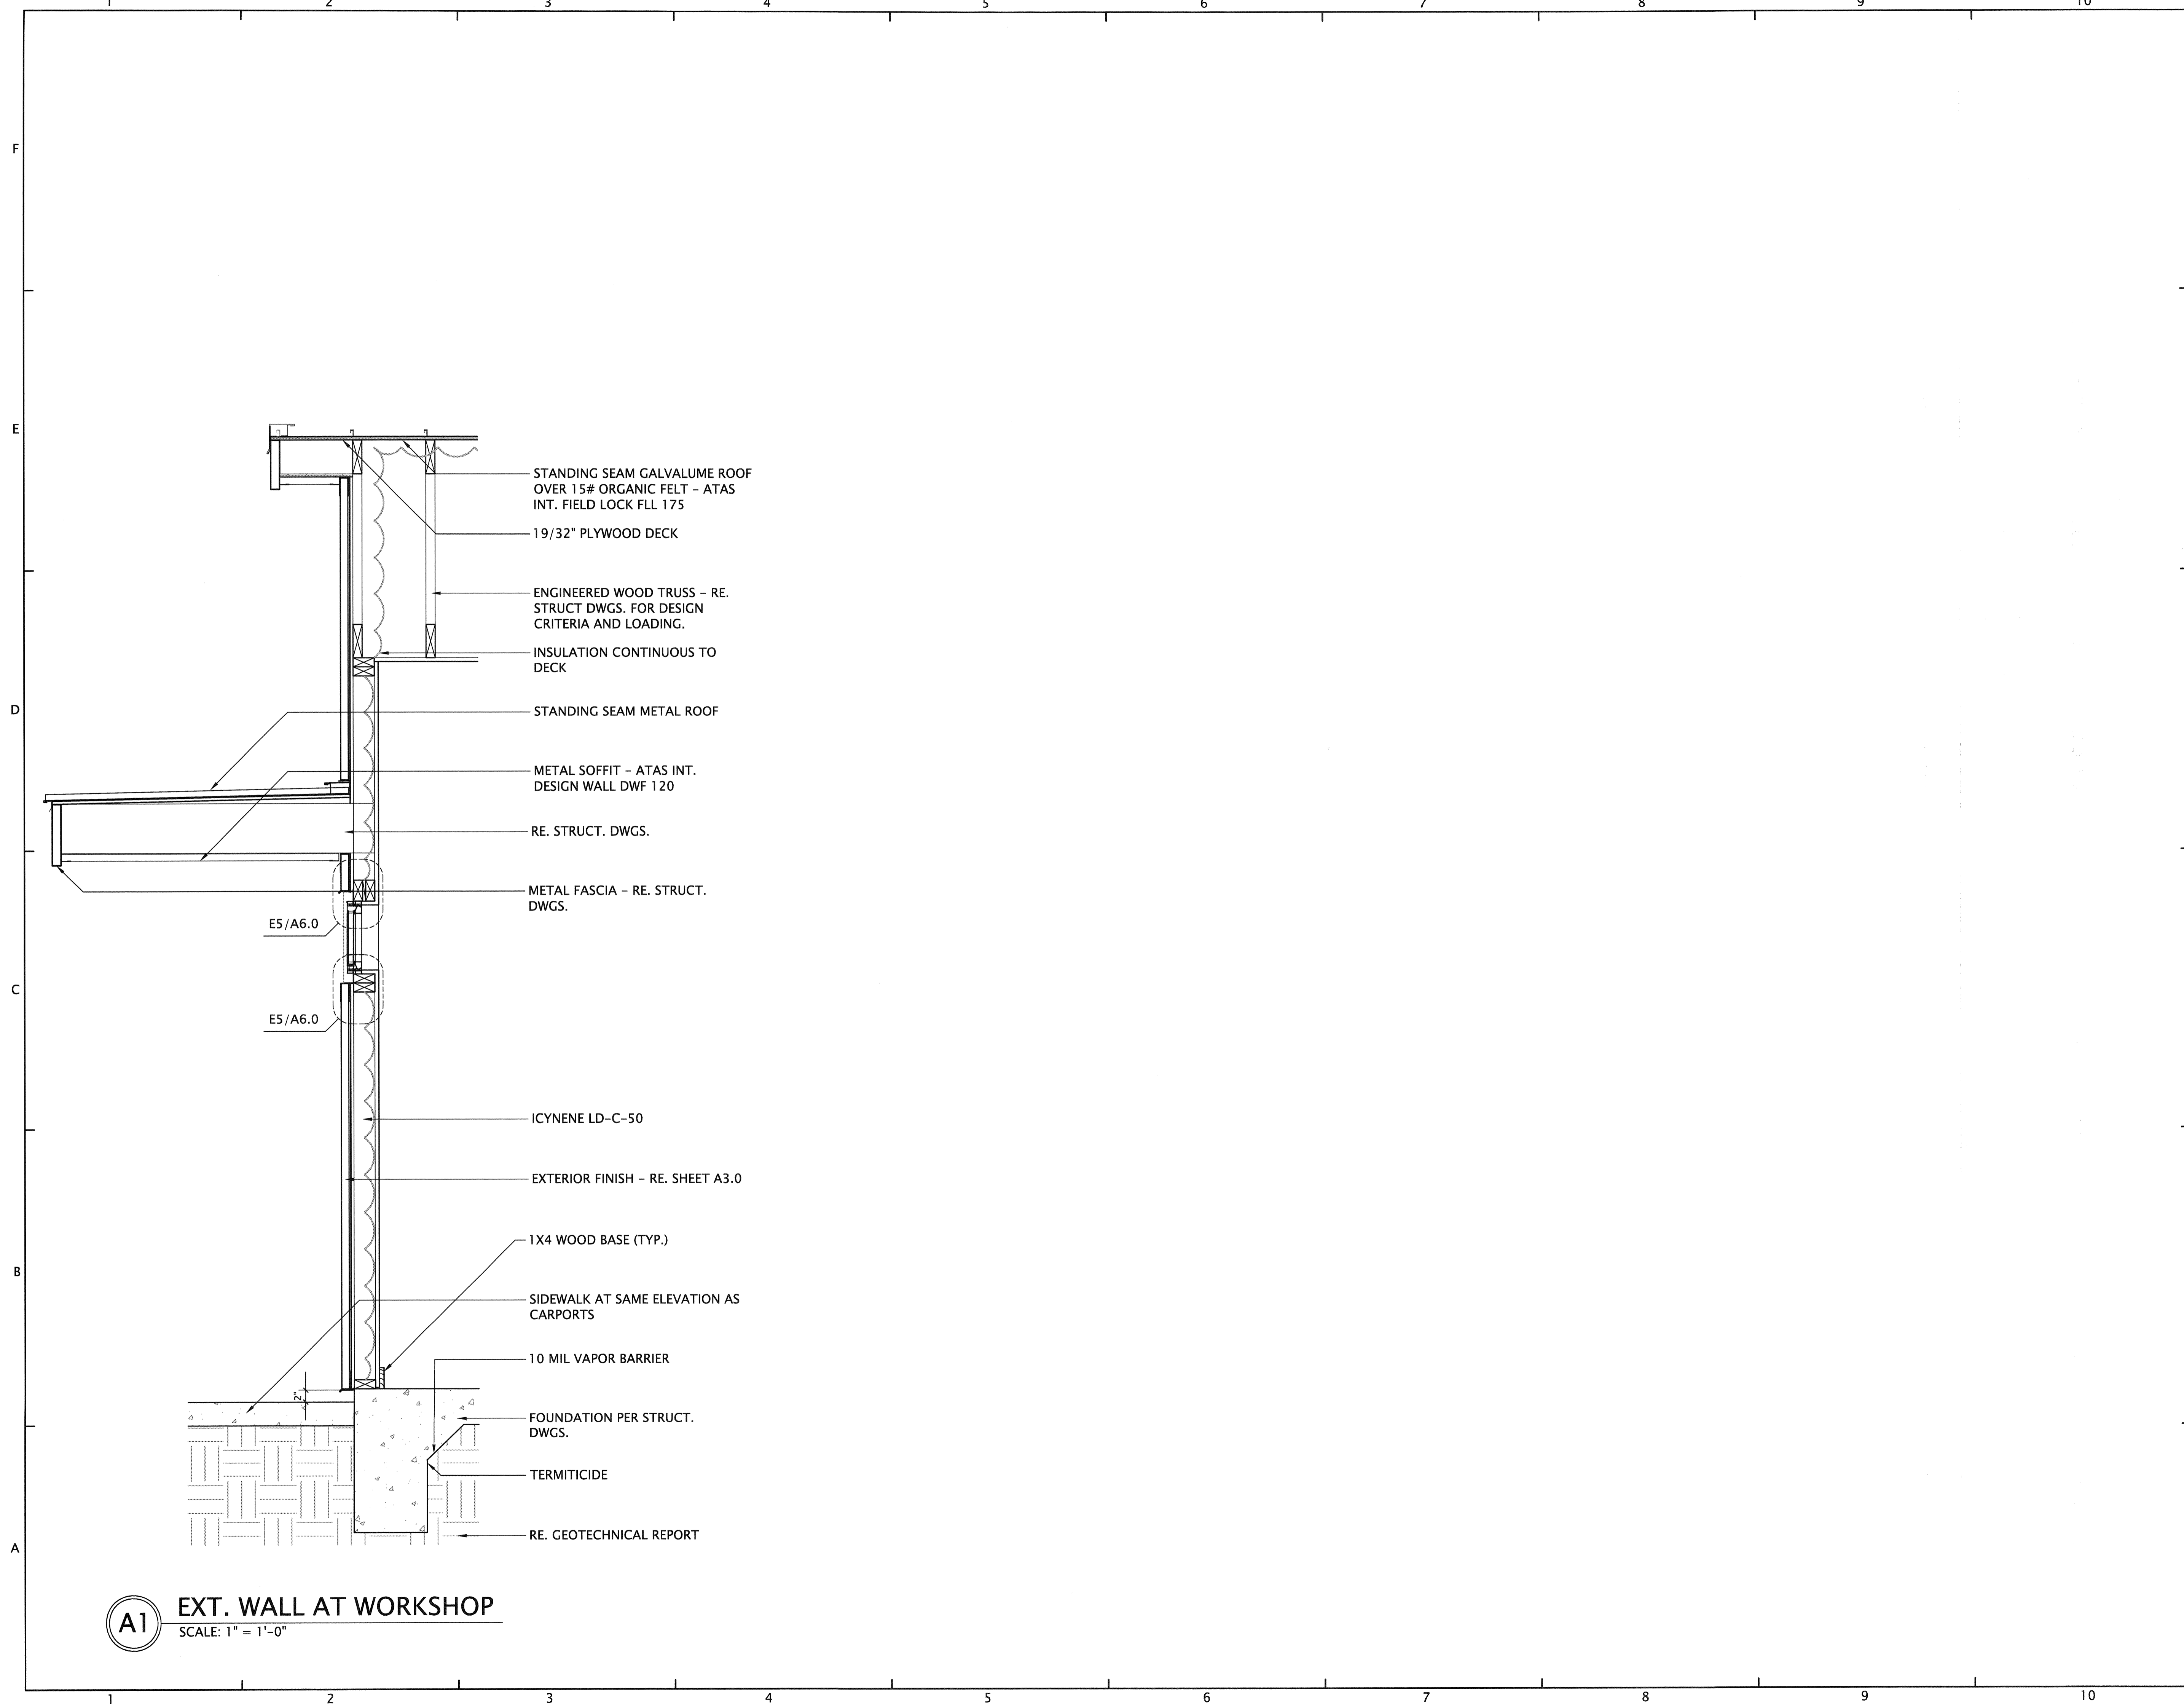 1 2 3 4 5 6 7 8 9 10
F
E
STANDING SEAM GALVALUME ROOF
OVER 15# ORGANIC FELT – ATAS
INT. FIELD LOCK FLL 175
19/32" PLYWOOD DECK
ENGINEERED WOOD TRUSS – RE.
STRUCT DWGS. FOR DESIGN
CRITERIA AND LOADING.
INSULATION CONTINUOUS TO
DECK
D
STANDING SEAM METAL ROOF
METAL SOFFIT – ATAS INT.
DESIGN WALL DWF 120
RE. STRUCT. DWGS.
METAL FASCIA – RE. STRUCT.
DWGS.
E5/A6.0
C
E5/A6.0
ICYNENE LD-C-50
EXTERIOR FINISH – RE. SHEET A3.0
1X4 WOOD BASE (TYP.)
B
SIDEWALK AT SAME ELEVATION AS
CARPORTS
10 MIL VAPOR BARRIER
2"
FOUNDATION PER STRUCT.
DWGS.
TERMITICIDE
RE. GEOTECHNICAL REPORT
A
A1 EXT. WALL AT WORKSHOP
SCALE: 1" = 1'-0"
1 2 3 4 5 6 7 8 9 10